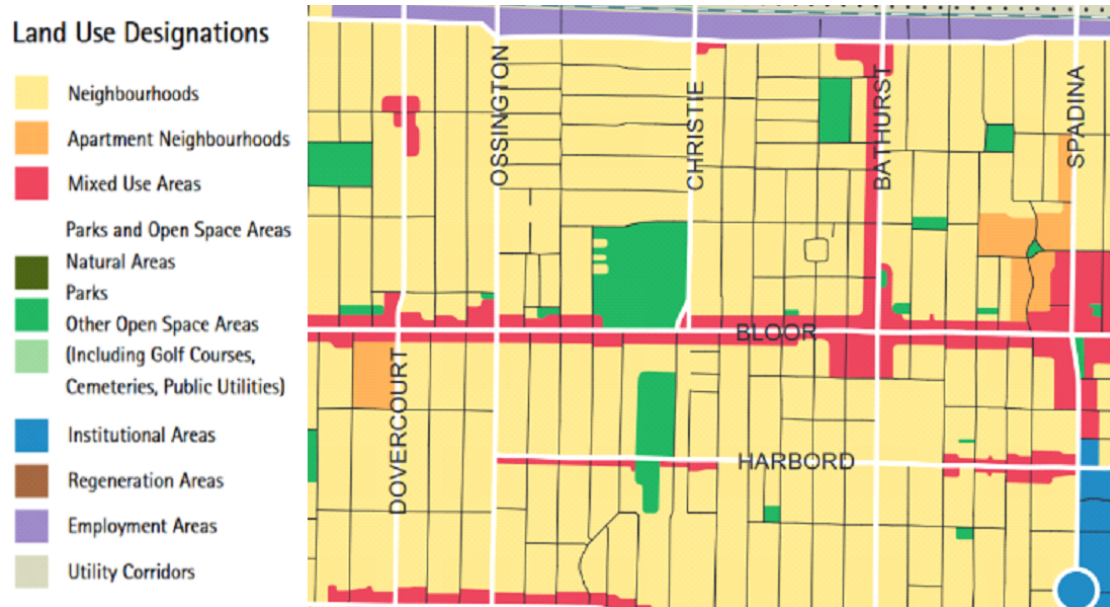 Land Use Designations
Neighbourhoods
Apartment Neighbourhoods
Mixed Use Areas
Parks and Open Space Areas
Natural Areas
Parks
Other Open Space Areas
(Including Golf Courses,
Cemeteries, Public Utilities)
Institutional Areas
Regeneration Areas
Employment Areas
Utility Corridors
OSSINGTON
CHRISTIE
BATHURST
SPADINA
BLOOR
DOVERCOURT
HARBORD